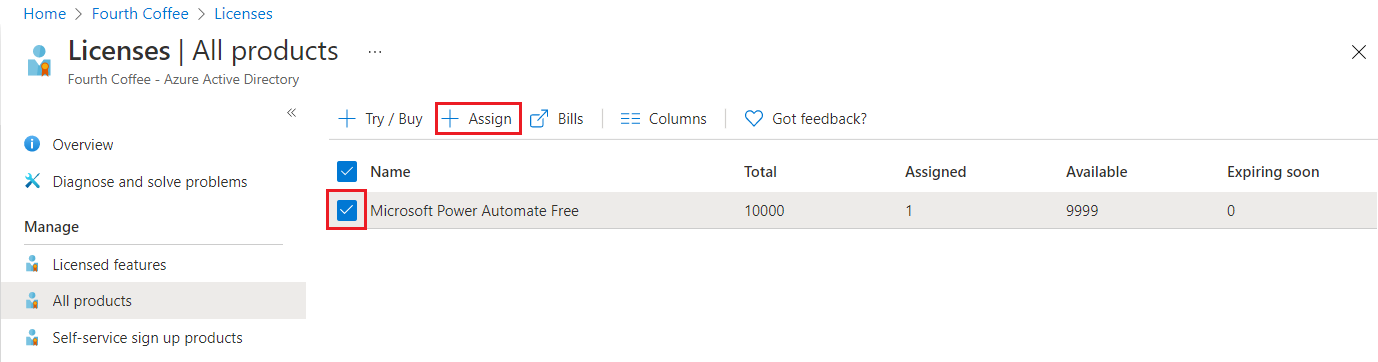 Home > Fourth Coffee > Licenses
Licenses | All products ...
Fourth Coffee - Azure Active Directory
«
+ Try / Buy + Assign Bills Columns Got feedback?
Overview
Diagnose and solve problems
Manage
Licensed features
All products
Self-service sign up products
Name Total Assigned Available Expiring soon
Microsoft Power Automate Free 10000 1 9999 0